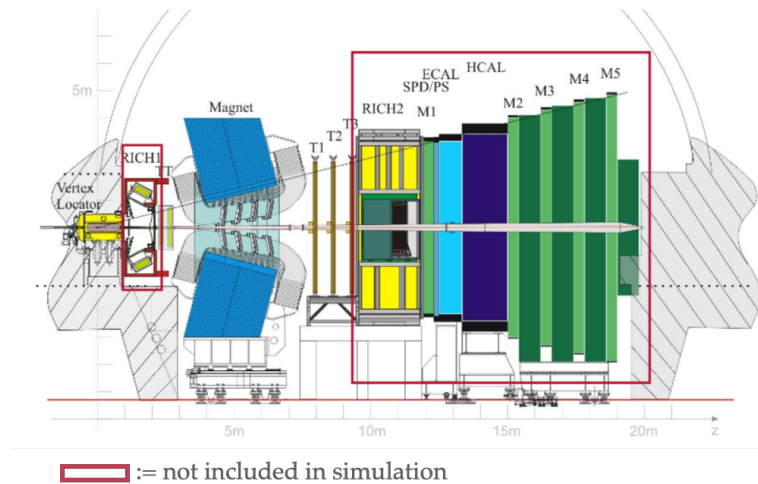 HCAL
M5
ECAL
M4
SPD/PS
M3
5m
Magnet
RICH2
M1
M2
T3
T2
T1
RICH1
TT
Vertex
Locator
5m
10m
15m
20m
z
:= not included in simulation